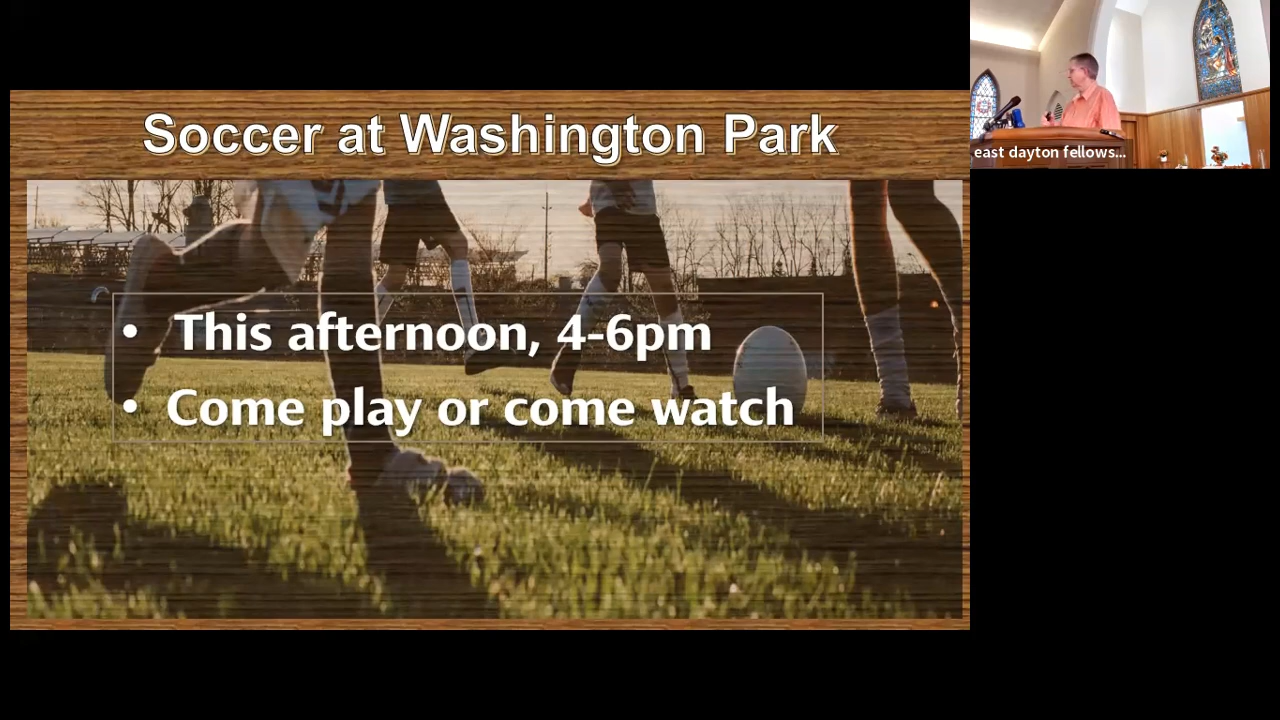 Soccer at Washington Park
• This afternoon, 4-6pm
• Come play or come watch
east dayton fellows...